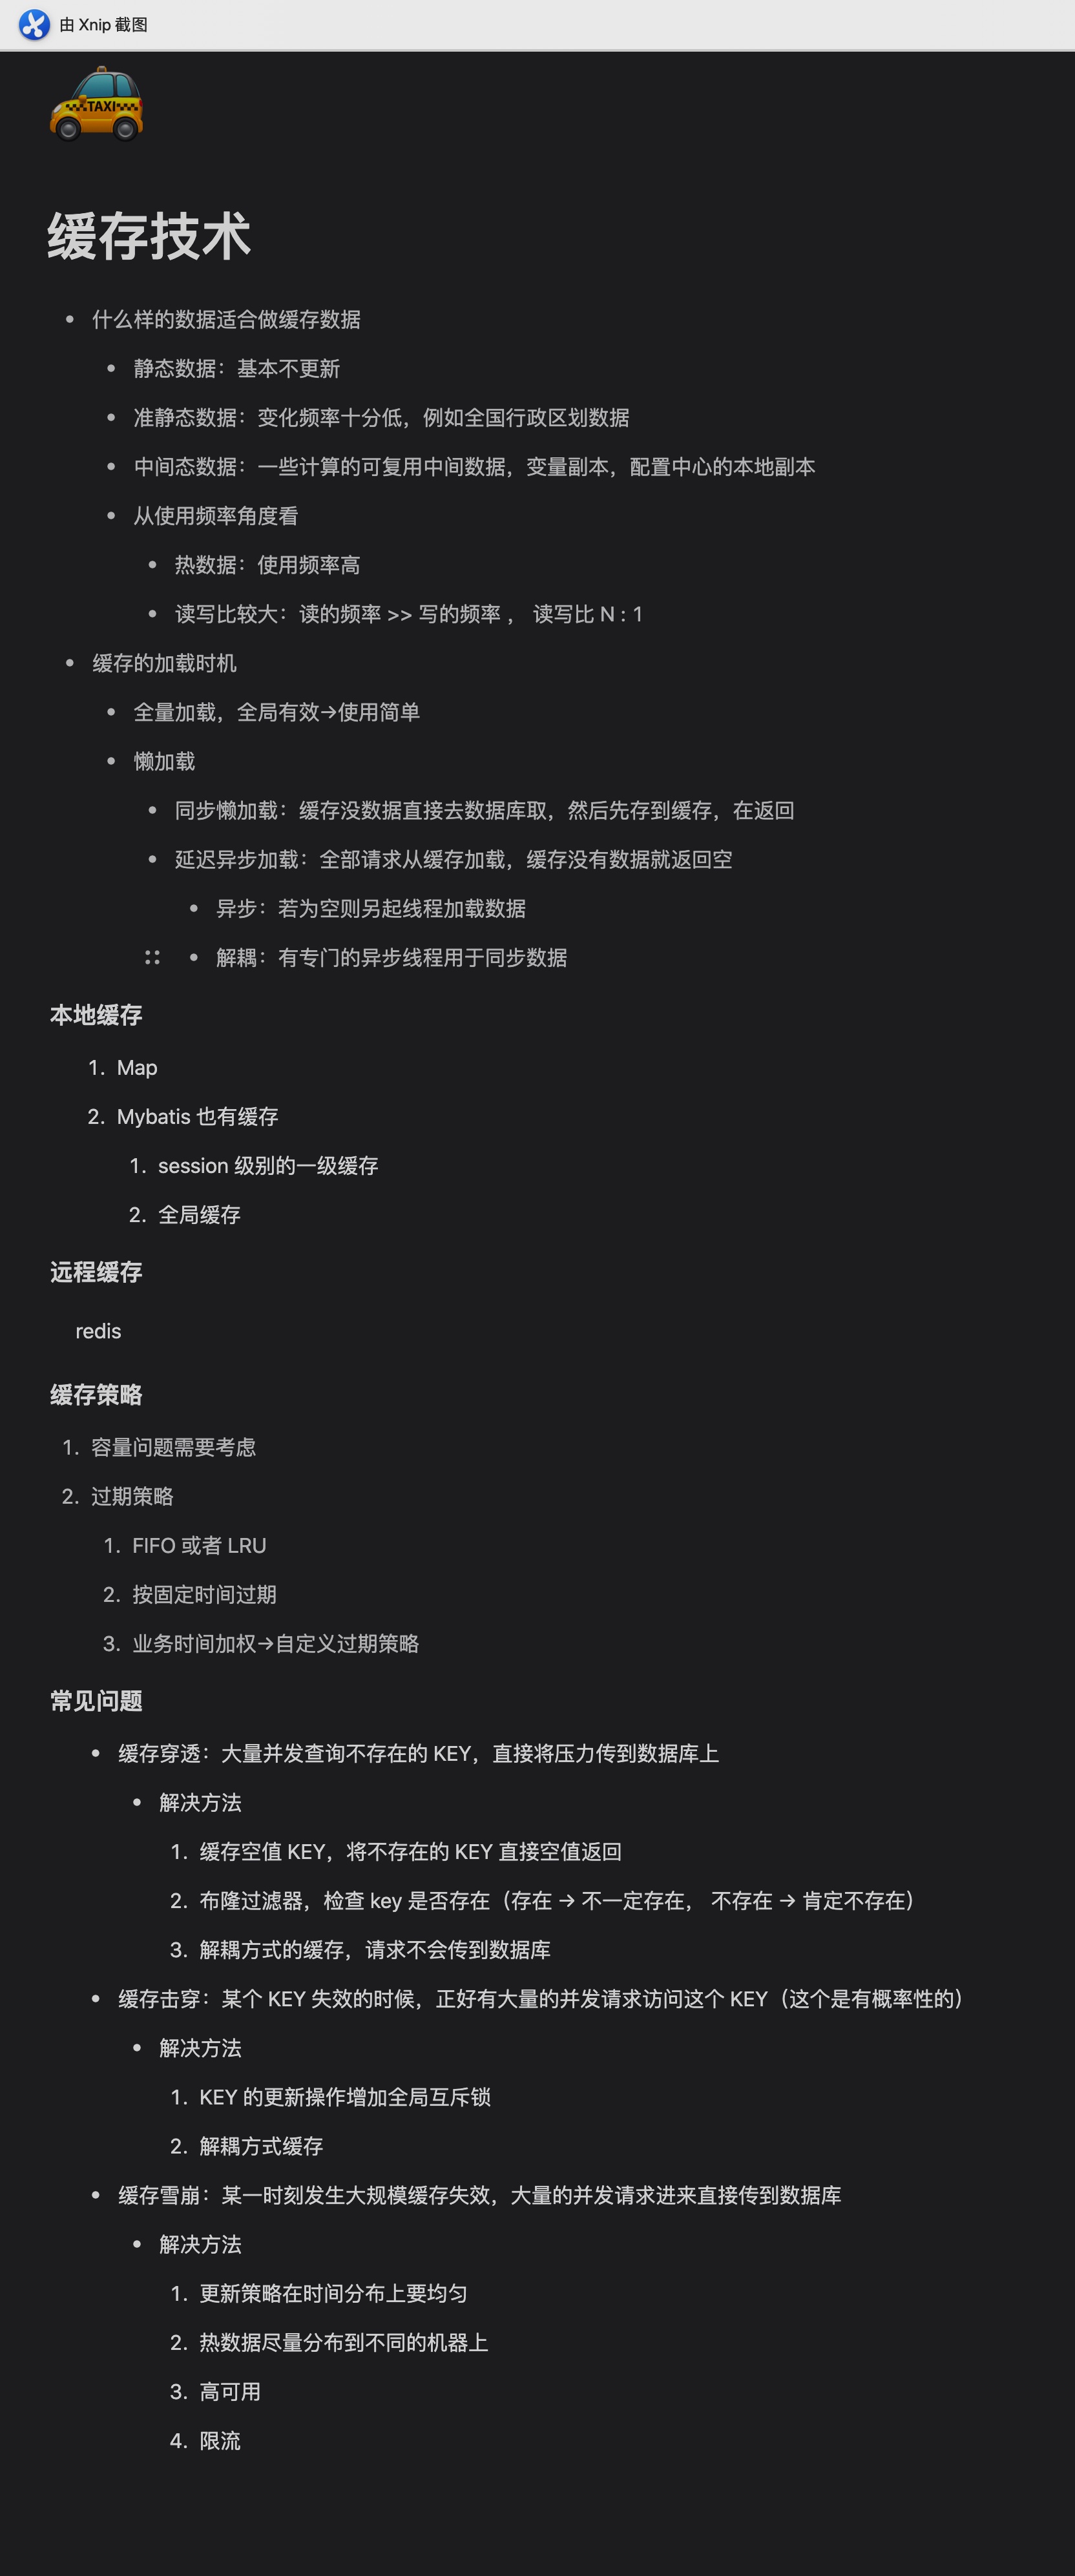 由 Xnip 截图
TAXI
缓存技术
• 什么样的数据适合做缓存数据
• 静态数据：基本不更新
• 准静态数据：变化频率十分低，例如全国行政区划数据
• 中间态数据：一些计算的可复用中间数据，变量副本，配置中心的本地副本
• 从使用频率角度看
• 热数据：使用频率高
• 读写比较大：读的频率 >> 写的频率 ， 读写比 N : 1
• 缓存的加载时机
• 全量加载，全局有效→使用简单
• 懒加载
• 同步懒加载：缓存没数据直接去数据库取，然后先存到缓存，在返回
• 延迟异步加载：全部请求从缓存加载，缓存没有数据就返回空
• 异步：若为空则另起线程加载数据
• 解耦：有专门的异步线程用于同步数据
本地缓存
1. Map
2. Mybatis 也有缓存
1. session 级别的一级缓存
2. 全局缓存
远程缓存
redis
缓存策略
1. 容量问题需要考虑
2. 过期策略
1. FIFO 或者 LRU
2. 按固定时间过期
3. 业务时间加权→自定义过期策略
常见问题
• 缓存穿透：大量并发查询不存在的 KEY，直接将压力传到数据库上
• 解决方法
1. 缓存空值 KEY，将不存在的 KEY 直接空值返回
2. 布隆过滤器，检查 key 是否存在（存在 → 不一定存在， 不存在 → 肯定不存在）
3. 解耦方式的缓存，请求不会传到数据库
• 缓存击穿：某个 KEY 失效的时候，正好有大量的并发请求访问这个 KEY（这个是有概率性的）
• 解决方法
1. KEY 的更新操作增加全局互斥锁
2. 解耦方式缓存
• 缓存雪崩：某一时刻发生大规模缓存失效，大量的并发请求进来直接传到数据库
• 解决方法
1. 更新策略在时间分布上要均匀
2. 热数据尽量分布到不同的机器上
3. 高可用
4. 限流